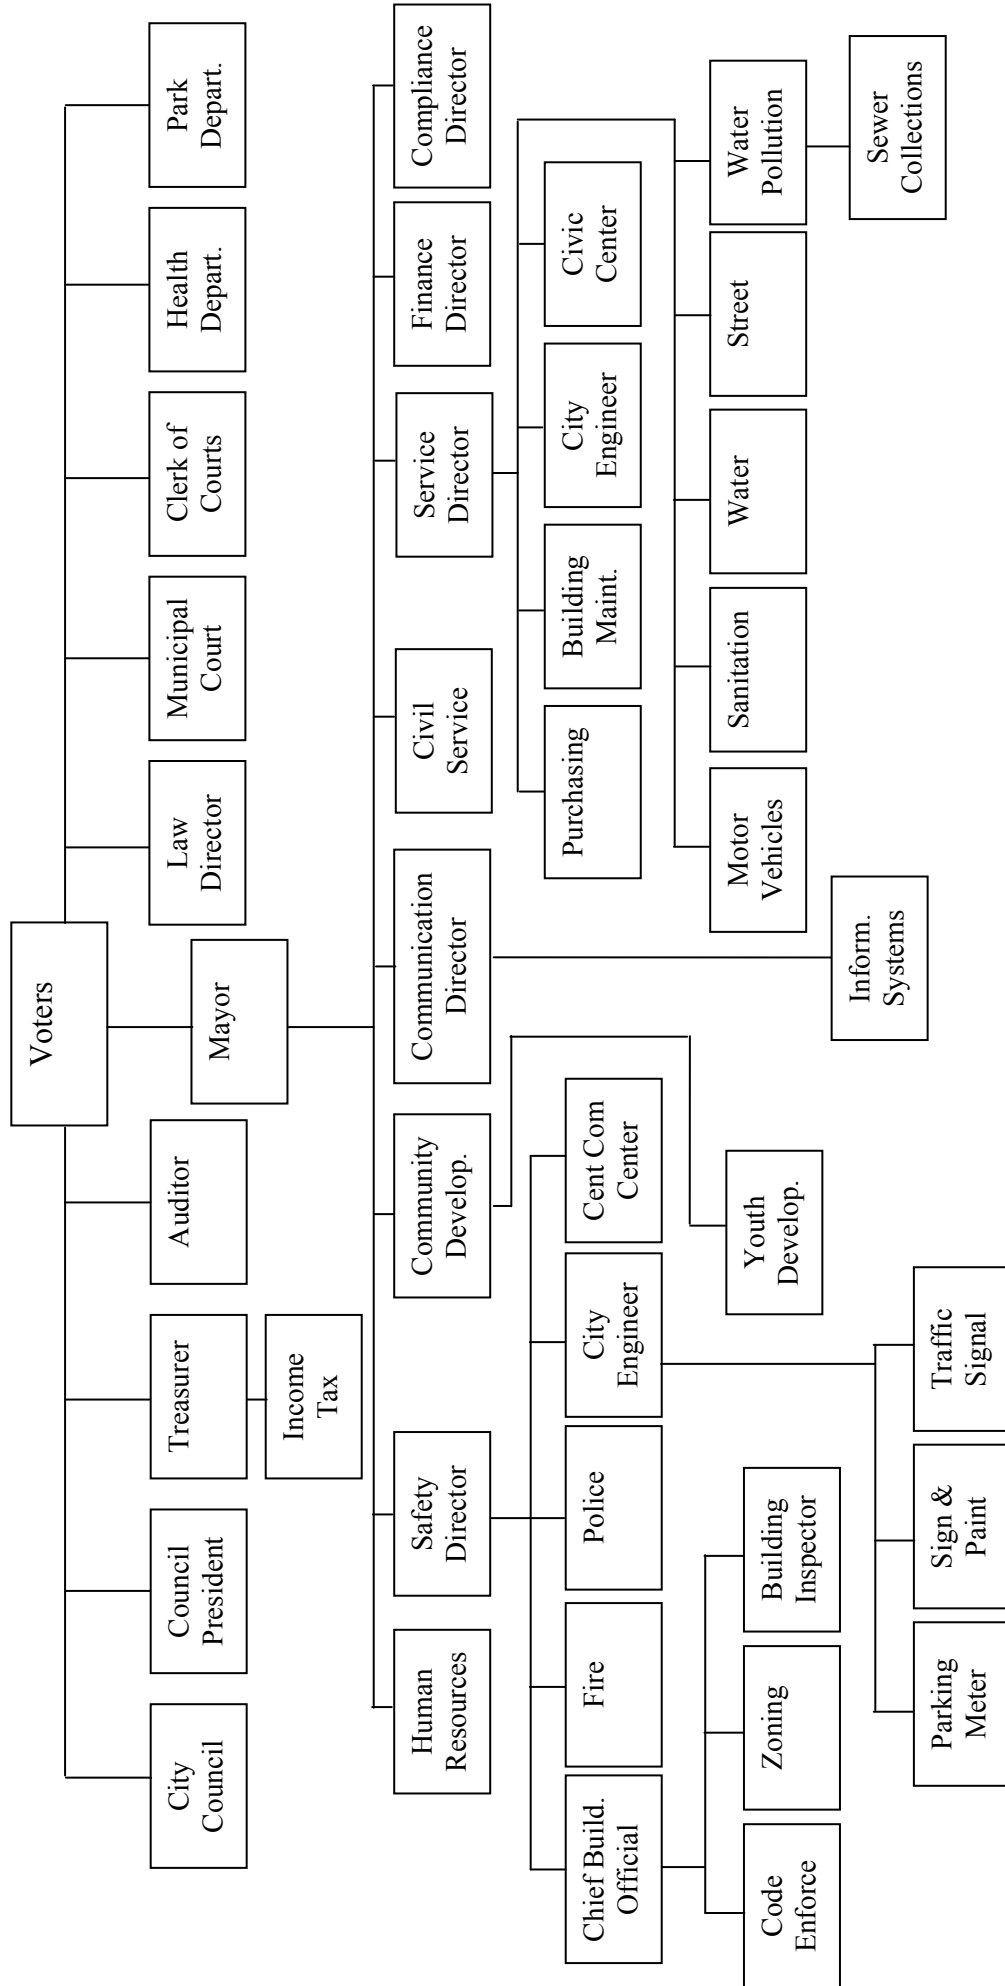 Voters
City
Council
Council
President
Treasurer
Auditor
Mayor
Law
Director
Municipal
Court
Clerk of
Courts
Health
Depart.
Park
Depart.
Income
Tax
Human
Resources
Safety
Director
Community
Develop.
Communication
Director
Civil
Service
Service
Director
Finance
Director
Compliance
Director
Chief Build.
Official
Fire
Police
City
Engineer
Cent Com
Center
Purchasing
Building
Maint.
City
Engineer
Civic
Center
Code
Enforce
Zoning
Building
Inspector
Youth
Develop.
Motor
Vehicles
Sanitation
Water
Street
Water
Pollution
Inform.
Systems
Sewer
Collections
Parking
Meter
Sign &
Paint
Traffic
Signal